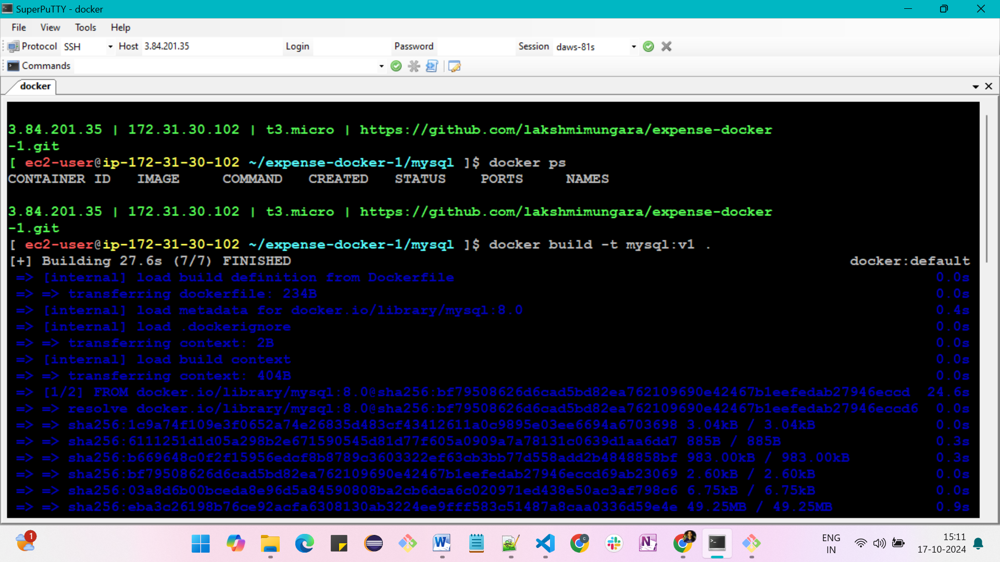 SuperPuTTY - docker
File View Tools Help
Protocol SSH Host 3.84.201.35 Login Password Session daws-81s
Commands
docker
3.84.201.35 | 172.31.30.102 | t3.micro | https://github.com/lakshmimungara/expense-docker
-1.git
[ ec2-user@ip-172-31-30-102 ~/expense-docker-1/mysql ]$ docker ps
CONTAINER ID IMAGE COMMAND CREATED STATUS PORTS NAMES
3.84.201.35 | 172.31.30.102 | t3.micro | https://github.com/lakshmimungara/expense-docker
-1.git
[ ec2-user@ip-172-31-30-102 ~/expense-docker-1/mysql ]$ docker build -t mysql:v1 .
[+] Building 27.6s (7/7) FINISHED docker:default
=> [internal] load build definition from Dockerfile 0.0s
=> => transferring dockerfile: 234B 0.0s
=> [internal] load metadata for docker.io/library/mysql:8.0 0.4s
=> [internal] load .dockerignore 0.0s
=> => transferring context: 2B 0.0s
=> [internal] load build context 0.0s
=> => transferring context: 404B 0.0s
=> [1/2] FROM docker.io/library/mysql:8.0@sha256:bf79508626d6cad5bd82ea762109690e42467b1eefedab27946eccd 24.6s
=> => resolve docker.io/library/mysql:8.0@sha256:bf79508626d6cad5bd82ea762109690e42467b1eefedab27946eccd6 0.0s
=> => sha256:1c9a74f109e3f0652a74e26835d483cf43412611a0c9895e03ee6694a6703698 3.04kB / 3.04kB 0.0s
=> => sha256:6111251d1d05a298b2e671590545d81d77f605a0909a7a78131c0639d1aa6dd7 885B / 885B 0.3s
=> => sha256:b669648c0f2f15956edcf8b8789c3603322ef63cb3bb77d558add2b4848858bf 983.00kB / 983.00kB 0.3s
=> => sha256:bf79508626d6cad5bd82ea762109690e42467b1eefedab27946eccd69ab23069 2.60kB / 2.60kB 0.0s
=> => sha256:03a8d6b00bceda8e96d5a84590808ba2cb6dca6c020971ed438e50ac3af798c6 6.75kB / 6.75kB 0.0s
=> => sha256:eba3c26198b76ce92acfa6308130ab3224ee9fff583c51487a8caa0336d59e4e 49.25MB / 49.25MB 0.9s
1
ENG 15:11
IN 17-10-2024